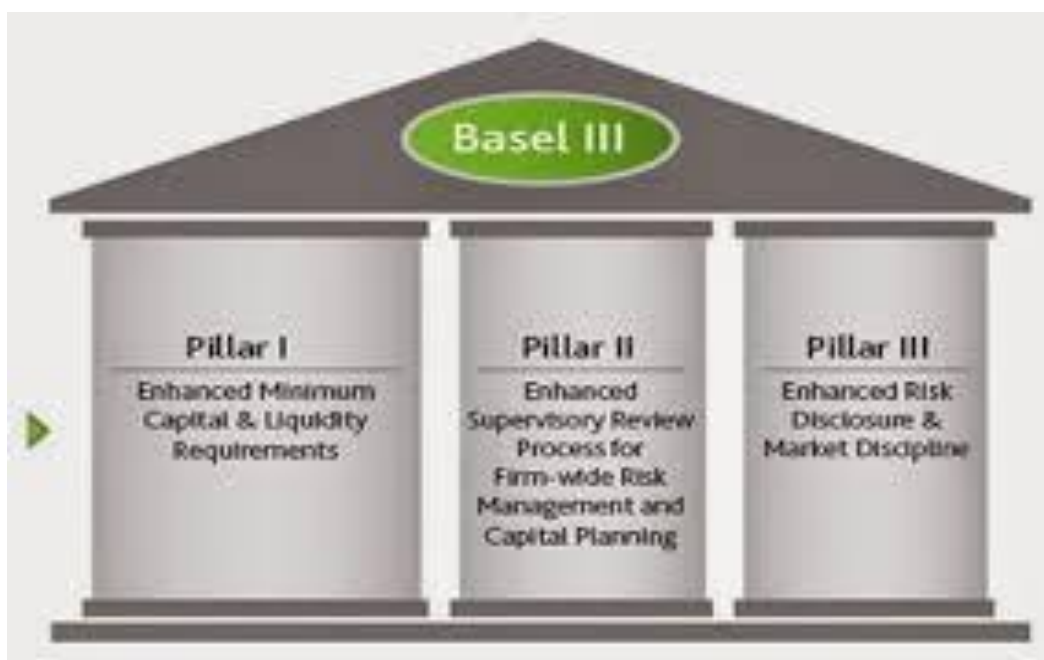 Basel III
Pillar I
Enhanced Minimum
Capital & Liquidity
Requirements
Pillar II
Enhanced
Supervisory Review
Process for
Firm-wide Risk
Management and
Capital Planning
Pillar III
Enhanced Risk
Disclosure &
Market Discipline